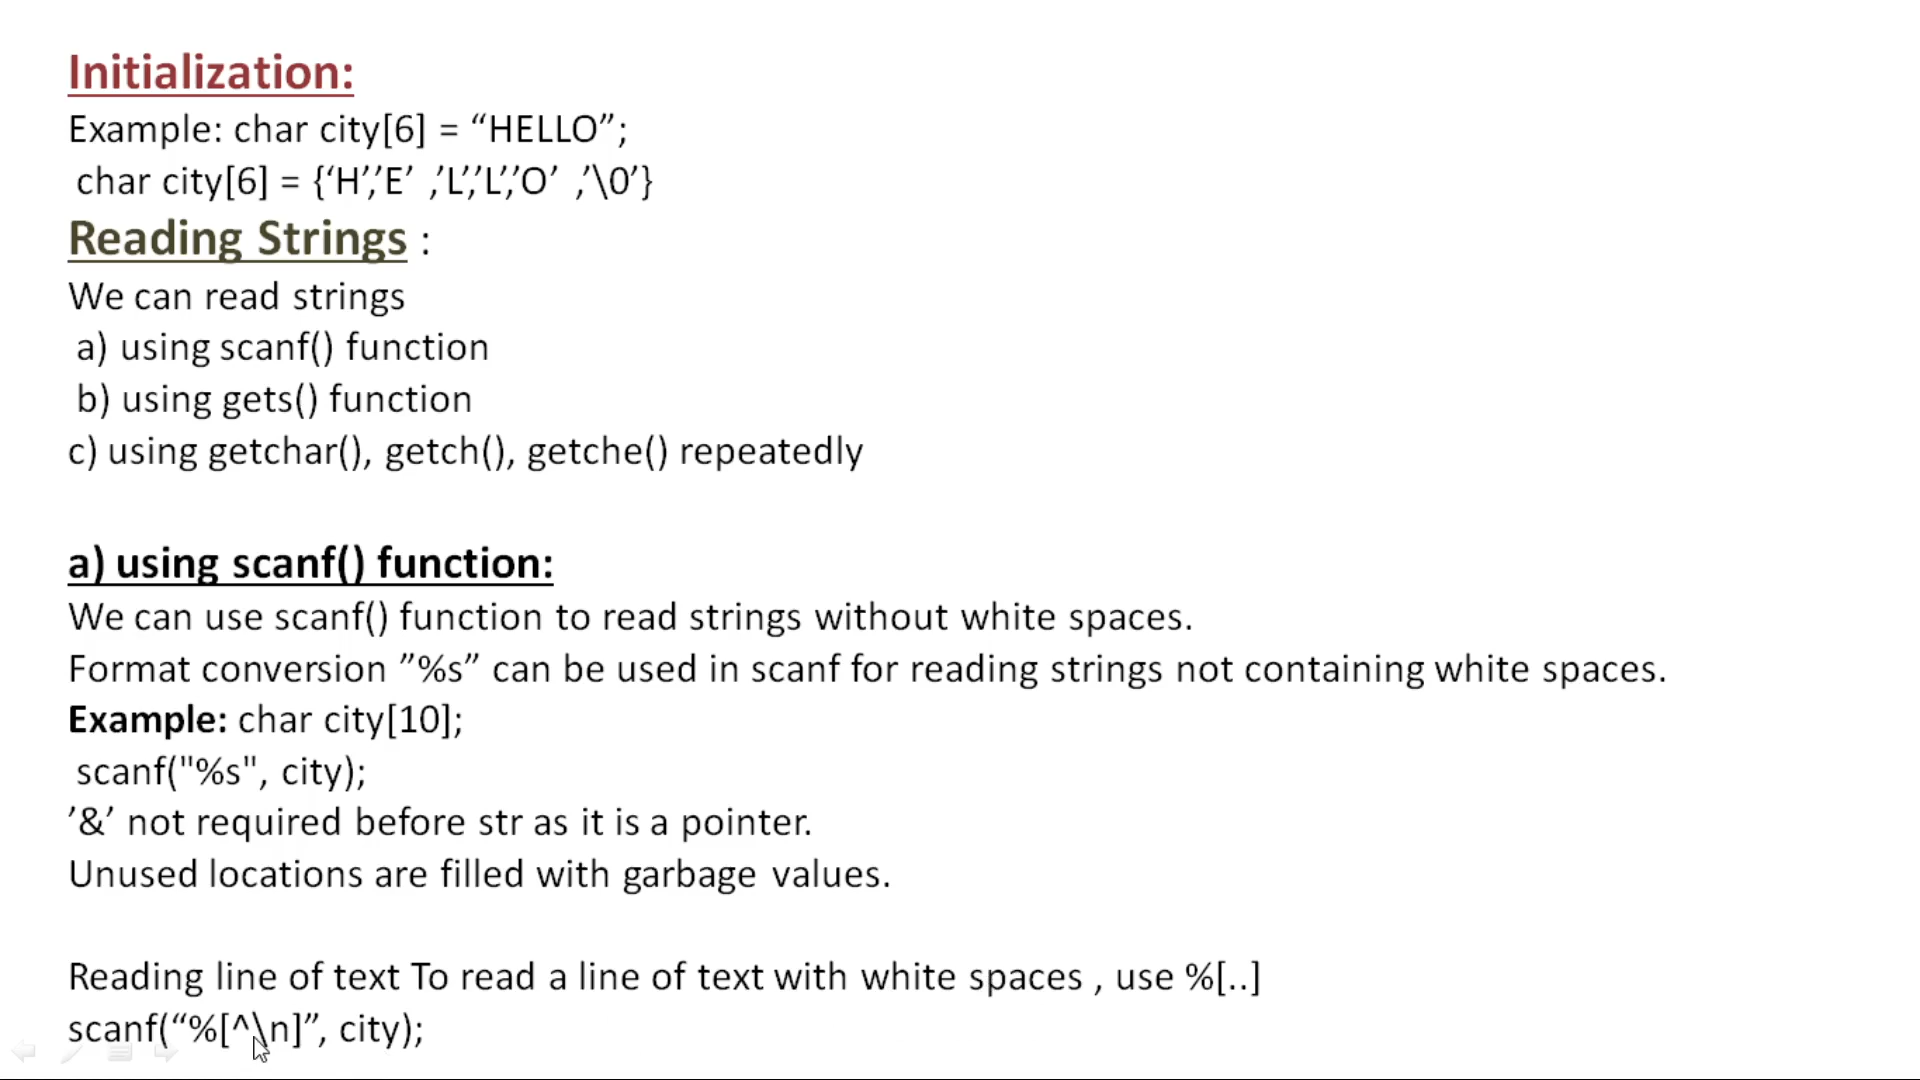 Initialization:
Example: char city[6] = “HELLO”;
char city[6] = {‘H’,’E’ ,’L’,’L’,’O’ ,’\0’}
Reading Strings :
We can read strings
a) using scanf() function
b) using gets() function
c) using getchar(), getch(), getche() repeatedly
a) using scanf() function:
We can use scanf() function to read strings without white spaces.
Format conversion ”%s” can be used in scanf for reading strings not containing white spaces.
Example: char city[10];
scanf("%s", city);
’&’ not required before str as it is a pointer.
Unused locations are filled with garbage values.
Reading line of text To read a line of text with white spaces , use %[..]
scanf(“%[^\n]”, city);